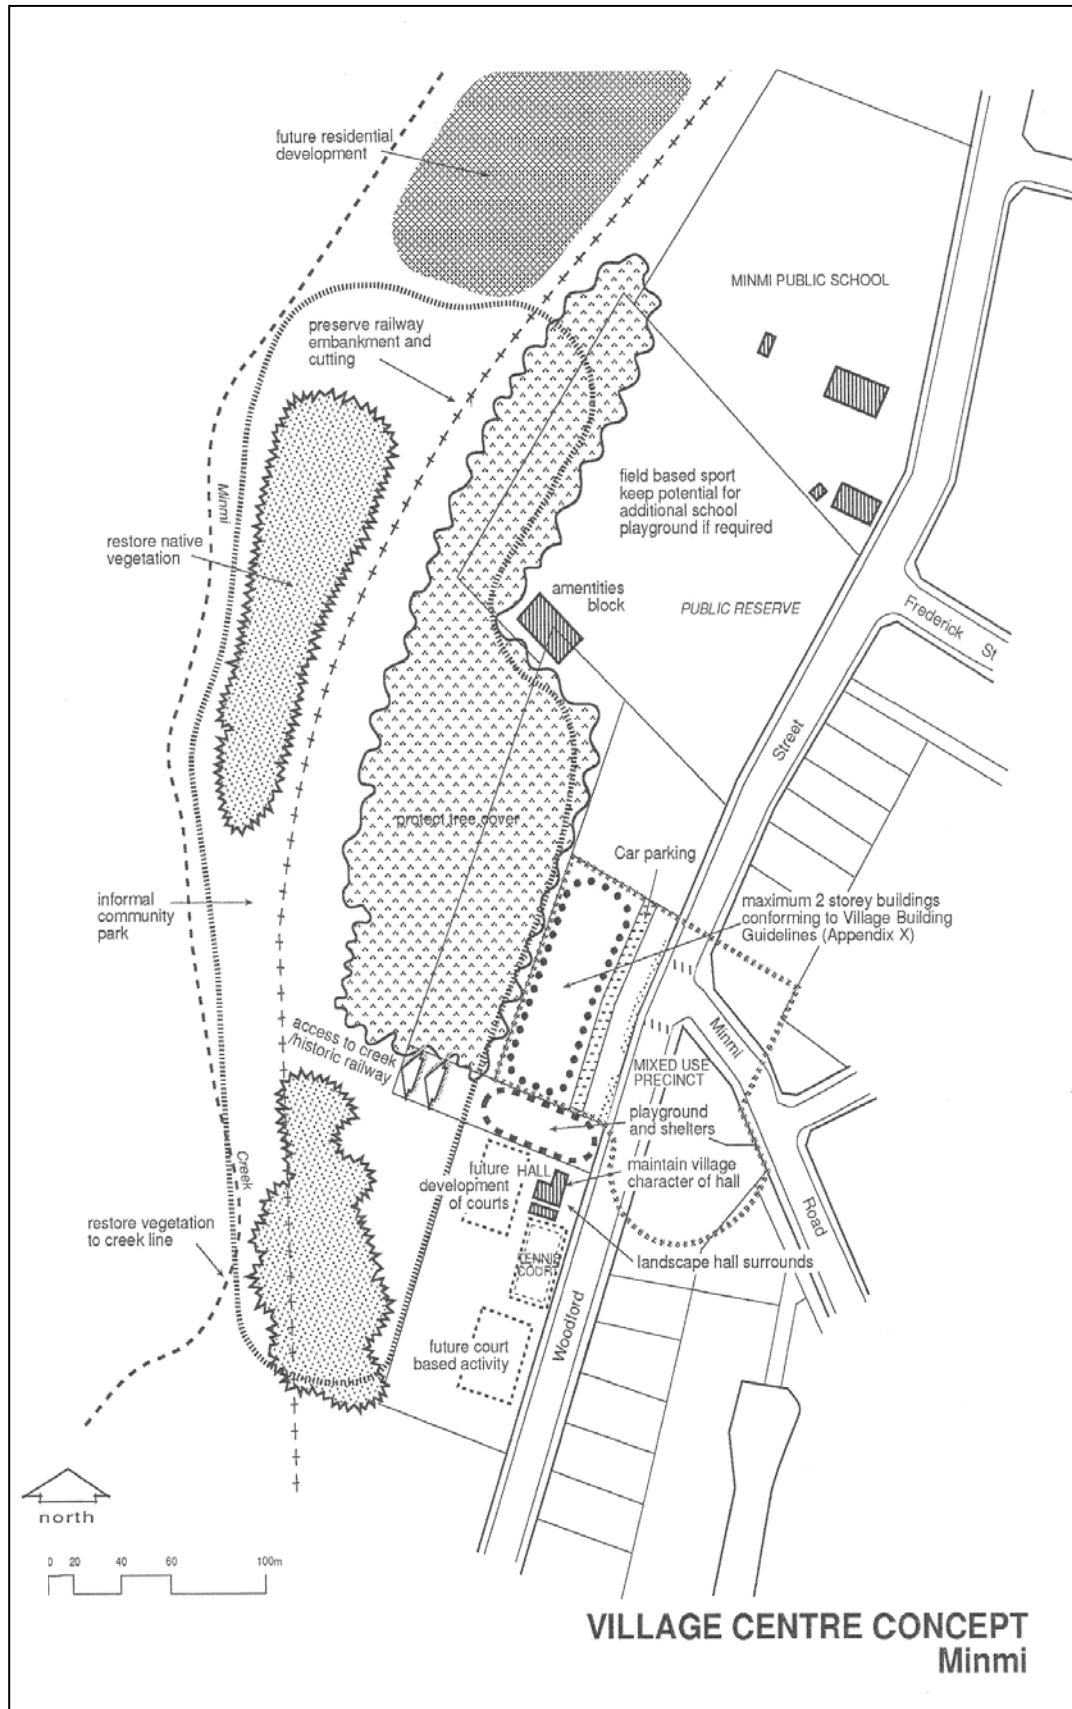 future residential
development
MINMI PUBLIC SCHOOL
preserve railway
embankment and
cutting
field based sport
keep potential for
additional school
playground if required
Minmi
restore native
vegetation
amentities
block
PUBLIC RESERVE
Frederick St
Street
protect tree cover
Car parking
informal
community
park
maximum 2 storey buildings
conforming to Village Building
Guidelines (Appendix X)
access to creek
/historic railway
Minmi
MIXED USE
PRECINCT
playground
and shelters
Creek
HALL
future
development
of courts
maintain village
character of hall
Road
restore vegetation
to creek line
TENNIS
COURT
landscape hall surrounds
Woodford
future court
based activity
north
0 20 40 60 100m
VILLAGE CENTRE CONCEPT
Minmi